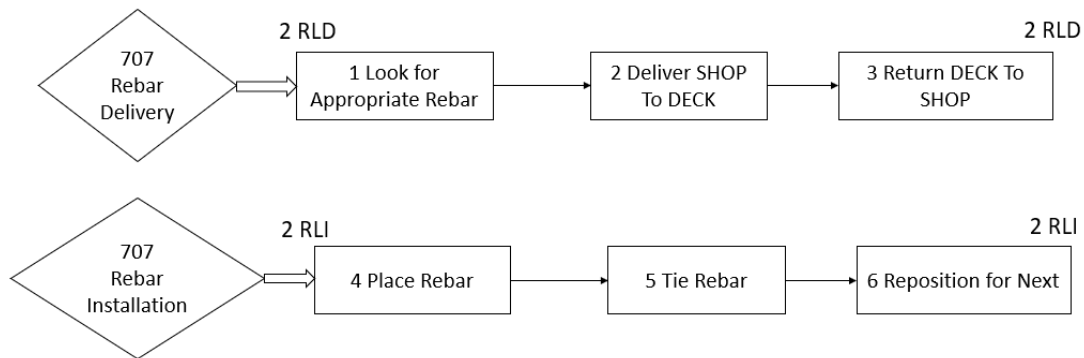 2 RLD
2 RLD
707
Rebar
Delivery
1 Look for
Appropriate Rebar
2 Deliver SHOP
To DECK
3 Return DECK To
SHOP
2 RLI
2 RLI
707
Rebar
Installation
4 Place Rebar
5 Tie Rebar
6 Reposition for Next